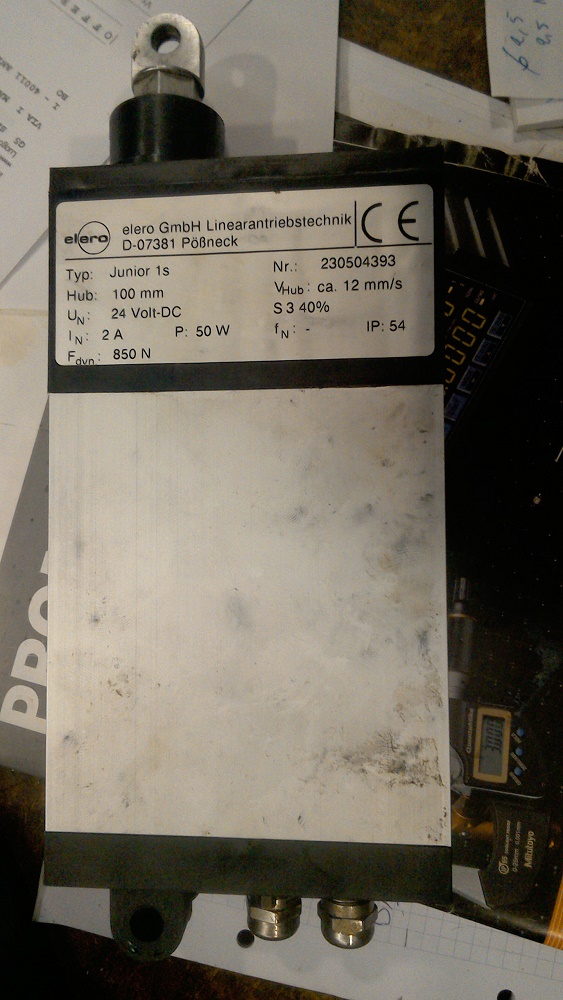 elero
elero GmbH Linearantriebstechnik
D-07381 Pößneck
CE
Typ: Junior 1s
Nr.: 230504393
Hub: 100 mm
VHub: ca. 12 mm/s
UN: 24 Volt-DC
S 3 40%
IN: 2 A P: 50 W
fN: - IP: 54
Fdyn: 850 N
Mitutoyo